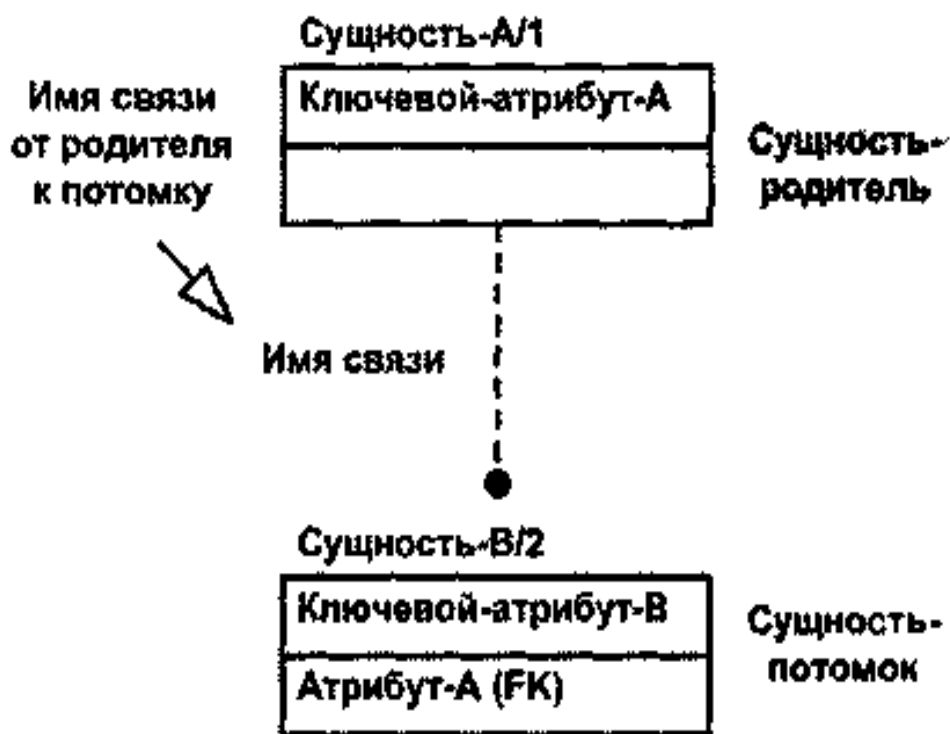 Сущность-А/1
Имя связи
от родителя
к потомку
Ключевой-атрибут-А
Сущность-
родитель
Имя связи
Сущность-В/2
Ключевой-атрибут-В
Атрибут-А (FK)
Сущность-
потомок